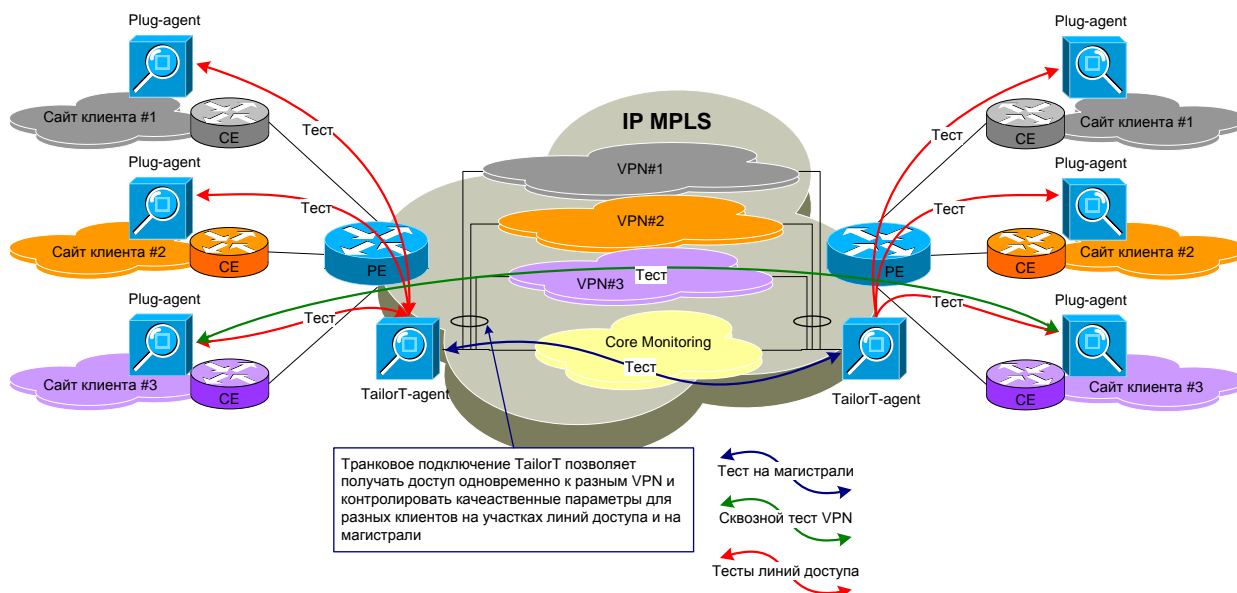 Plug-agent
Plug-agent
Сайт клиента #1
CE
Тест
IP MPLS
Тест
CE
Сайт клиента #1
Plug-agent
Plug-agent
VPN#1
Сайт клиента #2
CE
Тест
PE
VPN#2
Тест
PE
CE
Сайт клиента #2
VPN#3
Тест
Plug-agent
Plug-agent
Тест
Тест
Сайт клиента #3
CE
Core Monitoring
Тест
CE
Сайт клиента #3
TailorT-agent
TailorT-agent
Транковое подключение TailorT позволяет
получать доступ одновременно к разным VPN и
контролировать качеаственные параметры для
разных клиентов на участках линий доступа и на
магистрали
Тест на магистрали
Сквозной тест VPN
Тесты линий доступа